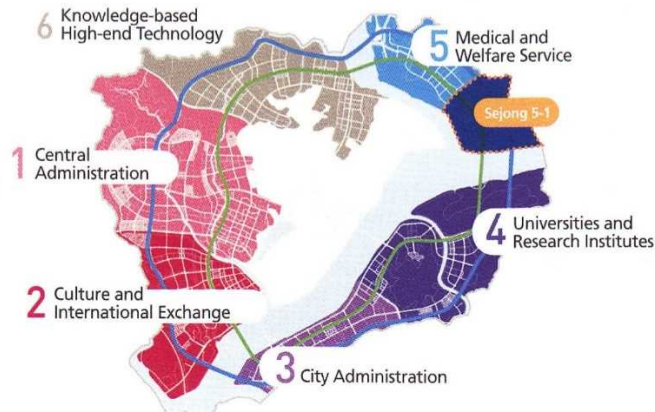 6 Knowledge-based
High-end Technology
5 Medical and
Welfare Service
Sejong 5-1
1 Central
Administration
4 Universities and
Research Institutes
2 Culture and
International Exchange
3 City Administration